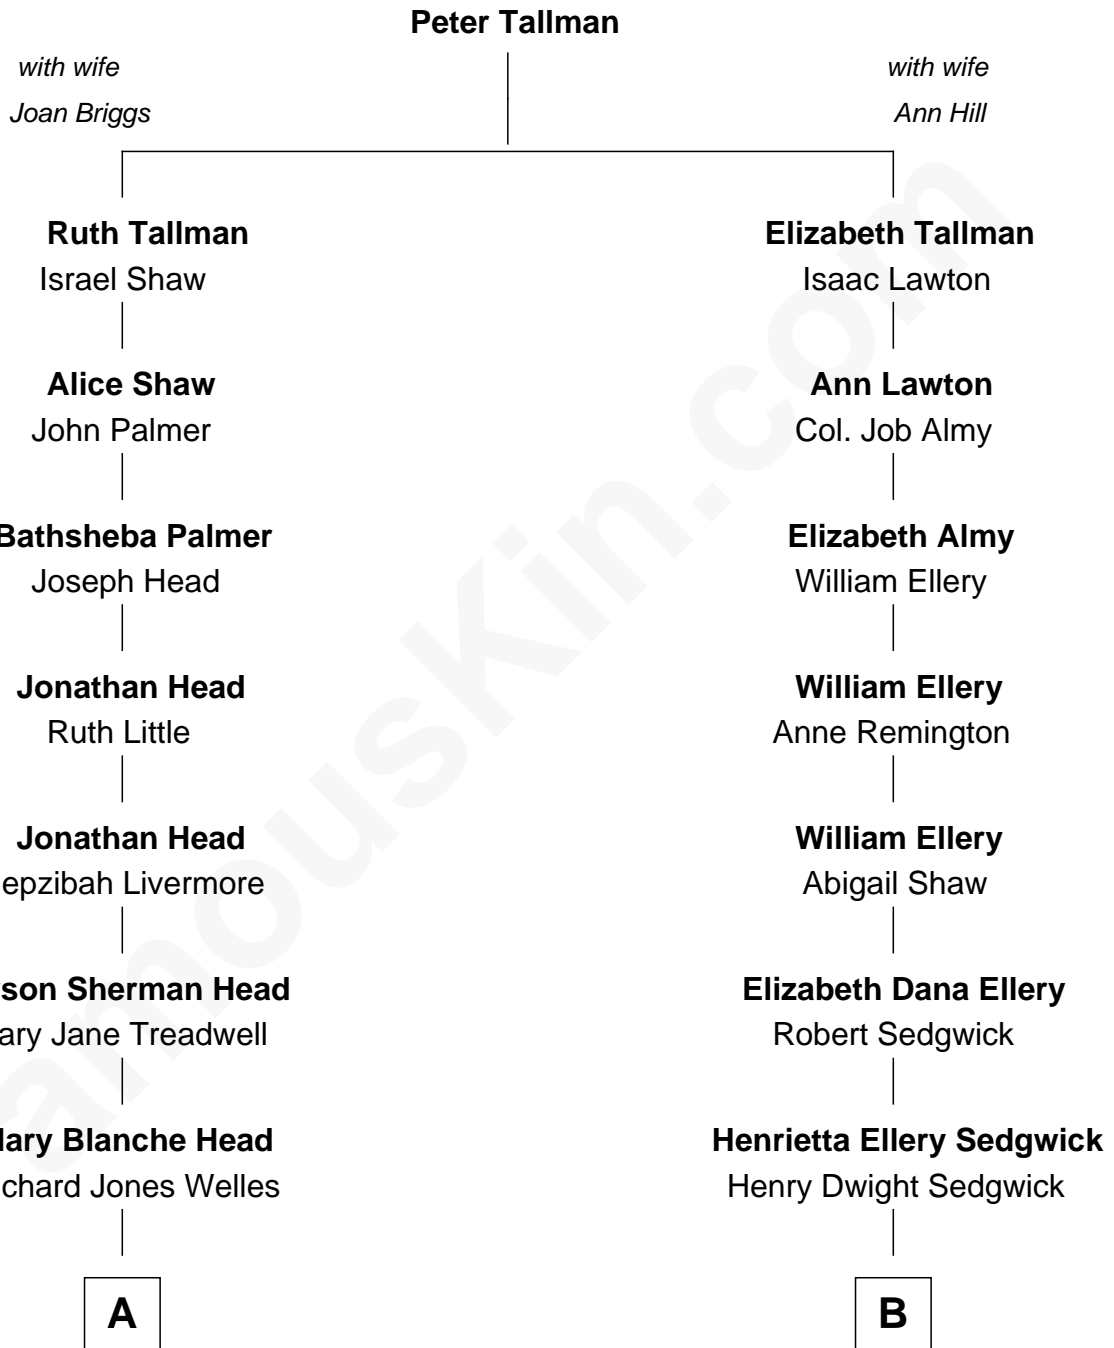 Peter Tallman
with wife
Joan Briggs
with wife
Ann Hill
Ruth Tallman
Israel Shaw
Elizabeth Tallman
Isaac Lawton
Alice Shaw
John Palmer
Ann Lawton
Col. Job Almy
Bathsheba Palmer
Joseph Head
Elizabeth Almy
William Ellery
Jonathan Head
Ruth Little
William Ellery
Anne Remington
Jonathan Head
epzibah Livermore
William Ellery
Abigail Shaw
son Sherman Head
ary Jane Treadwell
Elizabeth Dana Ellery
Robert Sedgwick
Mary Blanche Head
chard Jones Welles
Henrietta Ellery Sedgwick
Henry Dwight Sedgwick
A
B
amouskin.com